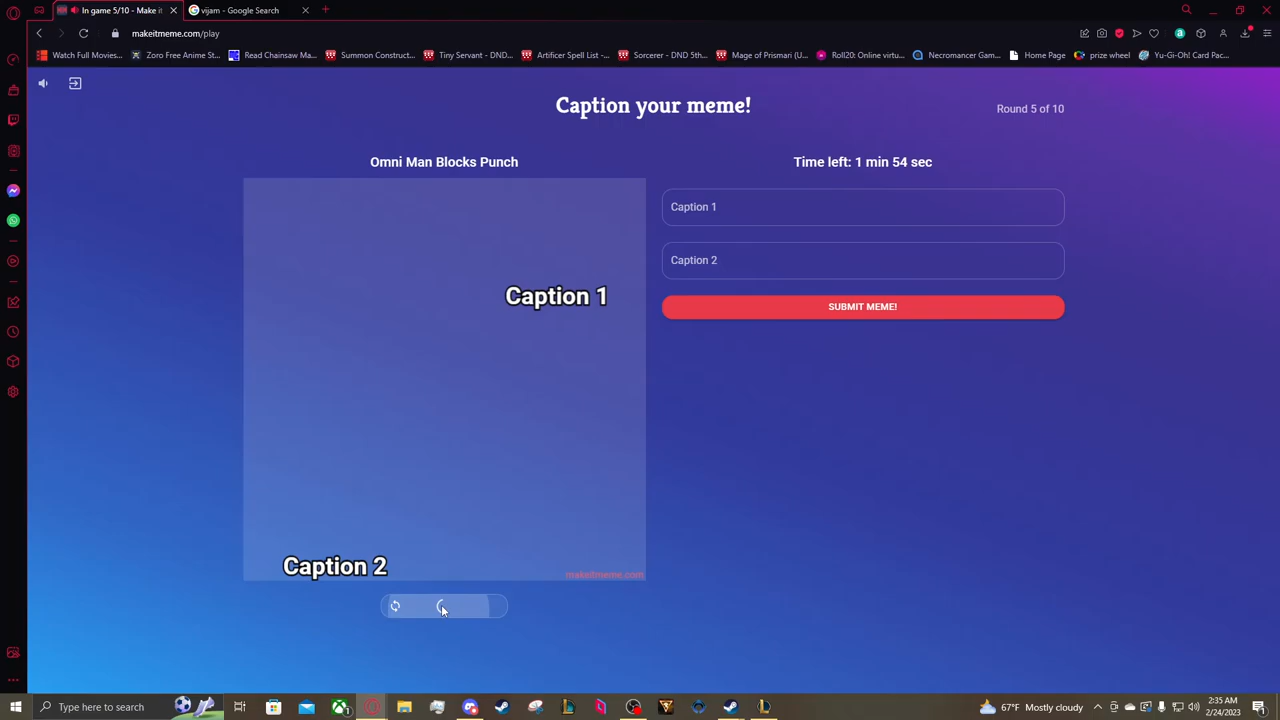 In game 5/10 - Make it
vijam - Google Search
makeitmeme.com/play
Watch Full Movies...
Zoro Free Anime St...
Read Chainsaw Ma...
Summon Construct...
Tiny Servant - DND...
Artificer Spell List -...
Sorcerer - DND 5th...
Mage of Prismari (U...
Roll20: Online virtu...
Necromancer Gam...
Home Page
prize wheel
Yu-Gi-Oh! Card Pac...
Caption your meme!
Round 5 of 10
Omni Man Blocks Punch
Time left: 1 min 54 sec
Caption 1
Caption 2
SUBMIT MEME!
Caption 1
Caption 2
makeitmeme.com
Type here to search
67°F Mostly cloudy
2:35 AM
2/24/2023